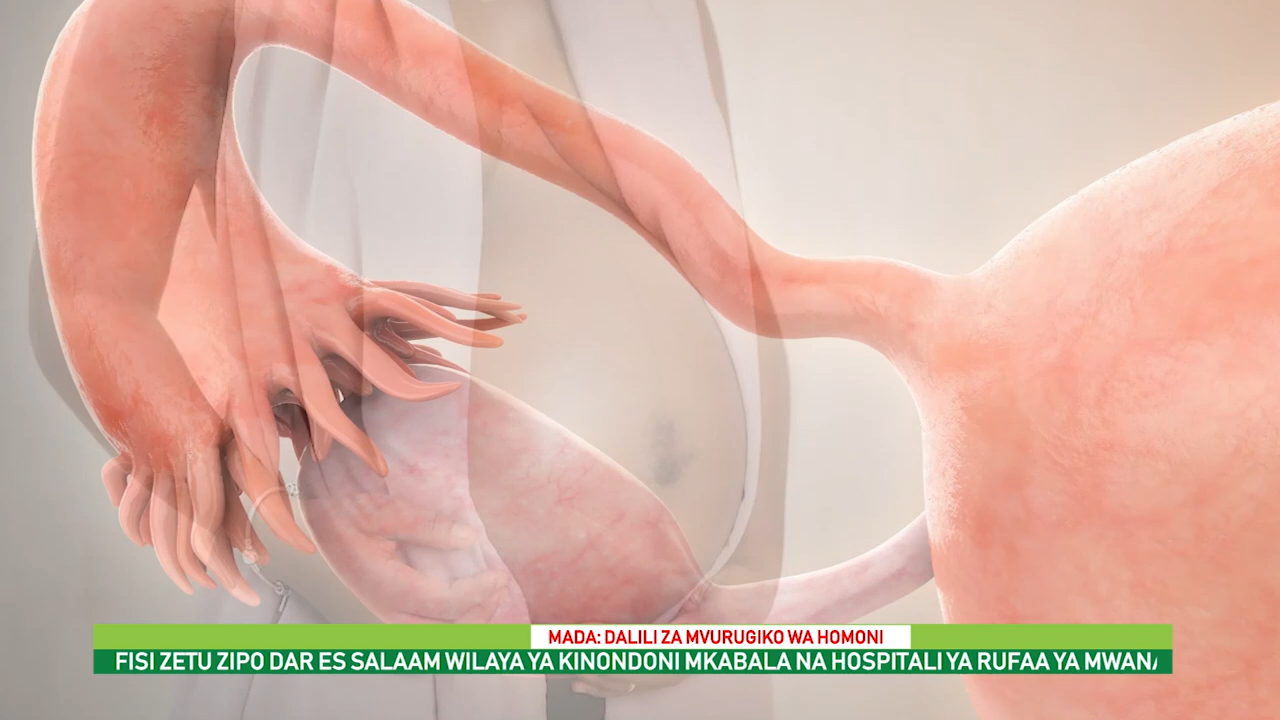 MADA: DALILI ZA MVURUGIKO WA HOMONI
FISI ZETU ZIPO DAR ES SALAAM WILAYA YA KINONDONI MKABALA NA HOSPITALI YA RUFAA YA